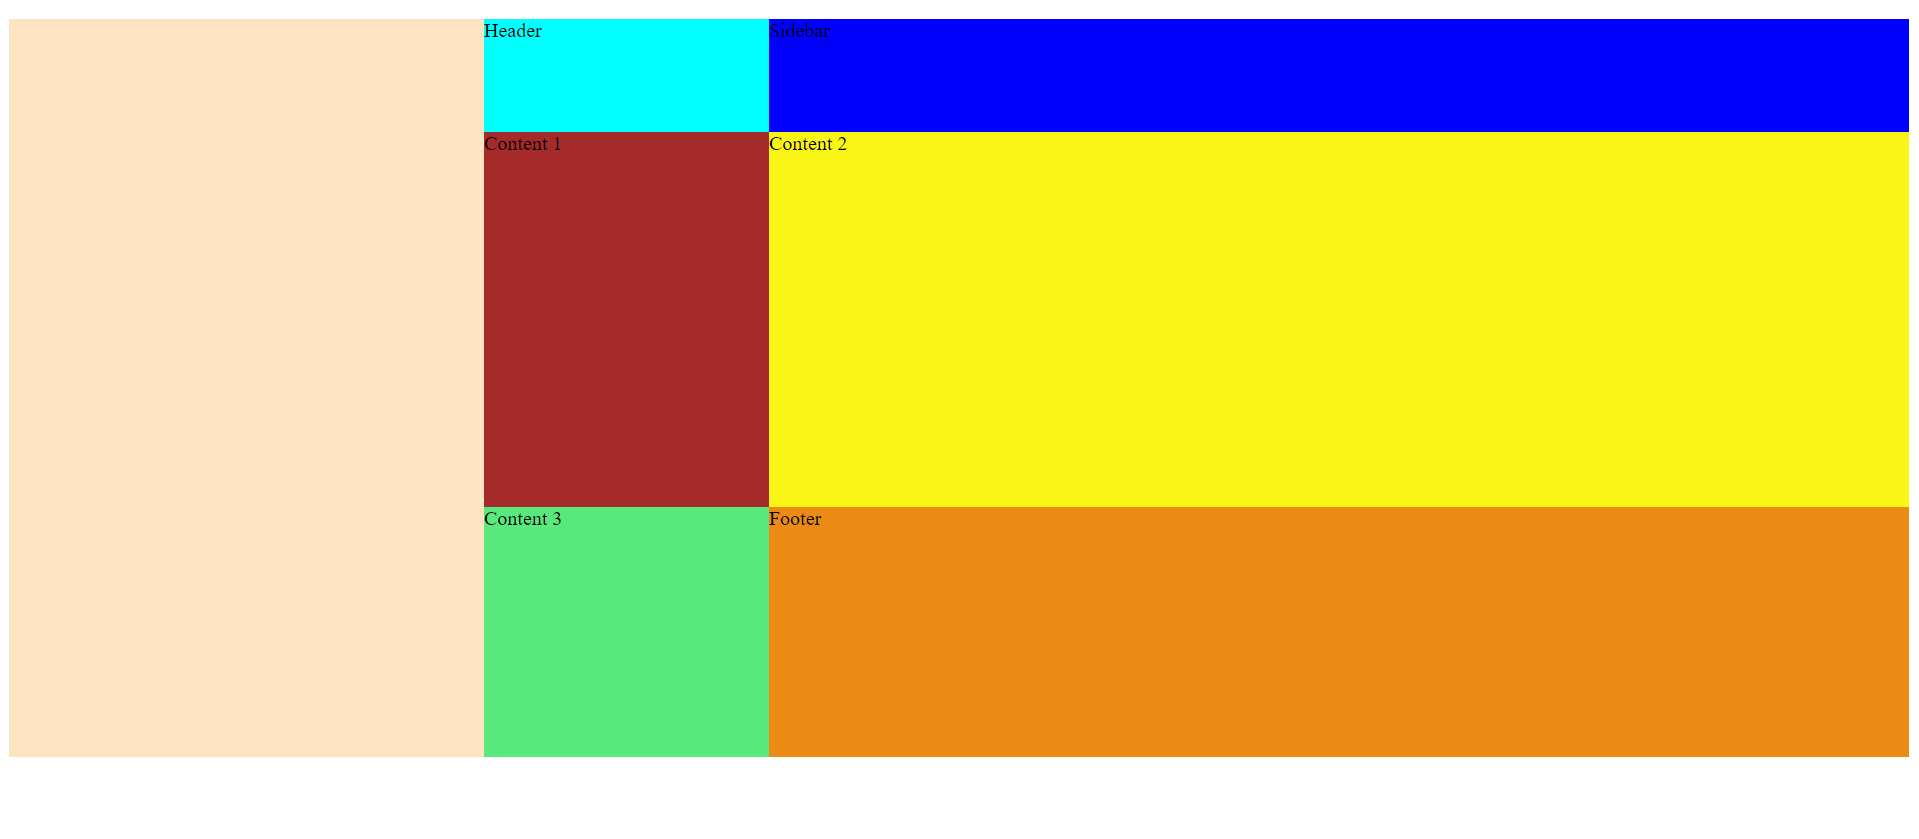 Header
Sidebar
Content 1
Content 2
Content 3
Footer